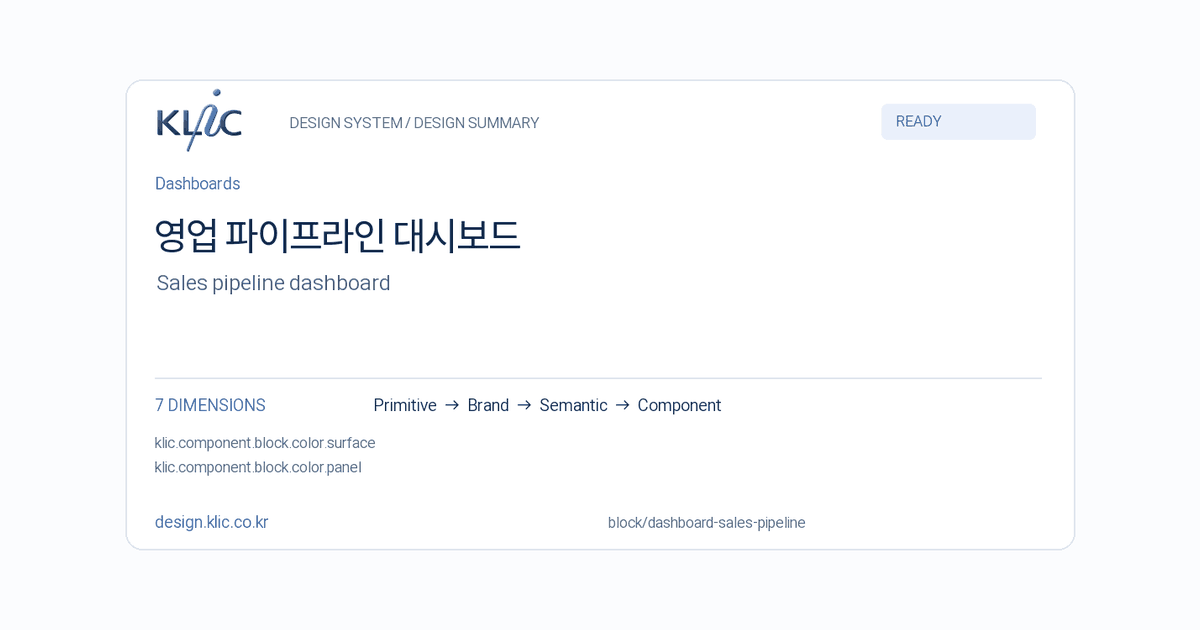 KLiC
DESIGN SYSTEM / DESIGN SUMMARY
READY
Dashboards
영업 파이프라인 대시보드
Sales pipeline dashboard
7 DIMENSIONS
Primitive → Brand → Semantic → Component
klic.component.block.color.surface
klic.component.block.color.panel
design.klic.co.kr
block/dashboard-sales-pipeline